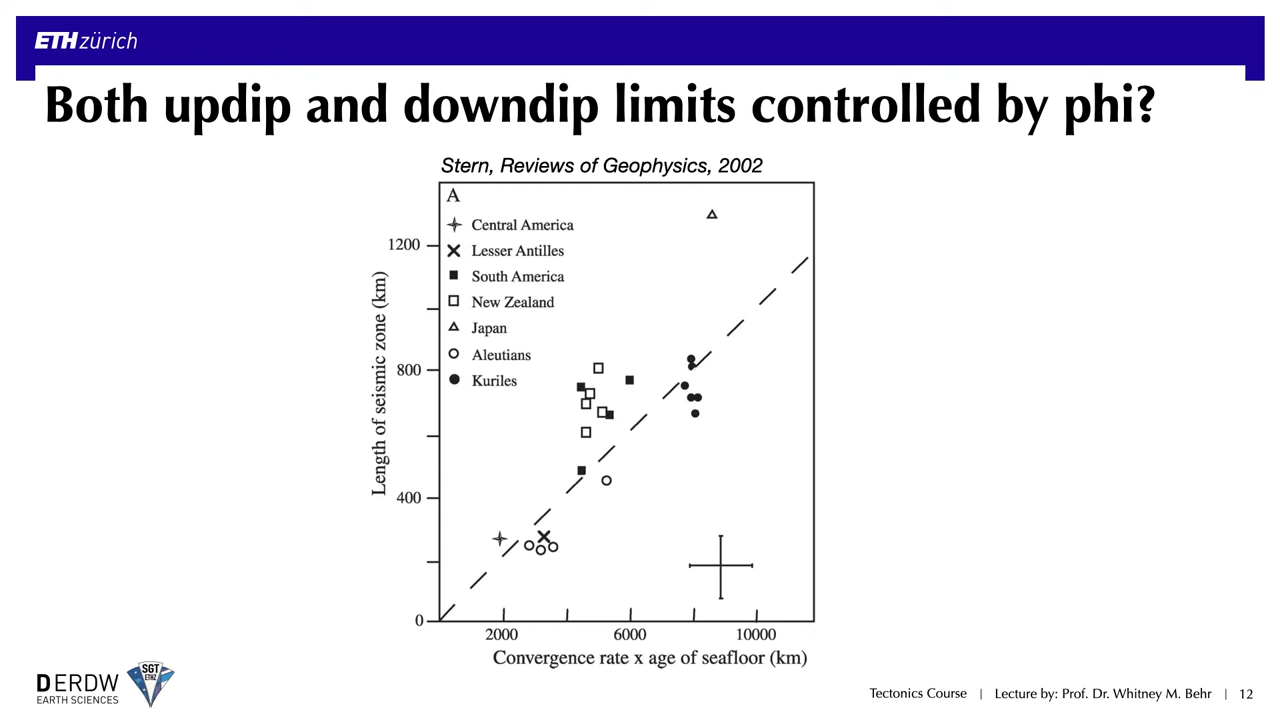 ETH zürich
Both updip and downdip limits controlled by phi?
Stern, Reviews of Geophysics, 2002
A
Central America
Lesser Antilles
South America
New Zealand
Japan
Aleutians
Kuriles
Length of seismic zone (km)
1200
800
400
0
2000
6000
10000
Convergence rate x age of seafloor (km)
DERDW
EARTH SCIENCES
SGT
ETHZ
Tectonics Course | Lecture by: Prof. Dr. Whitney M. Behr | 12